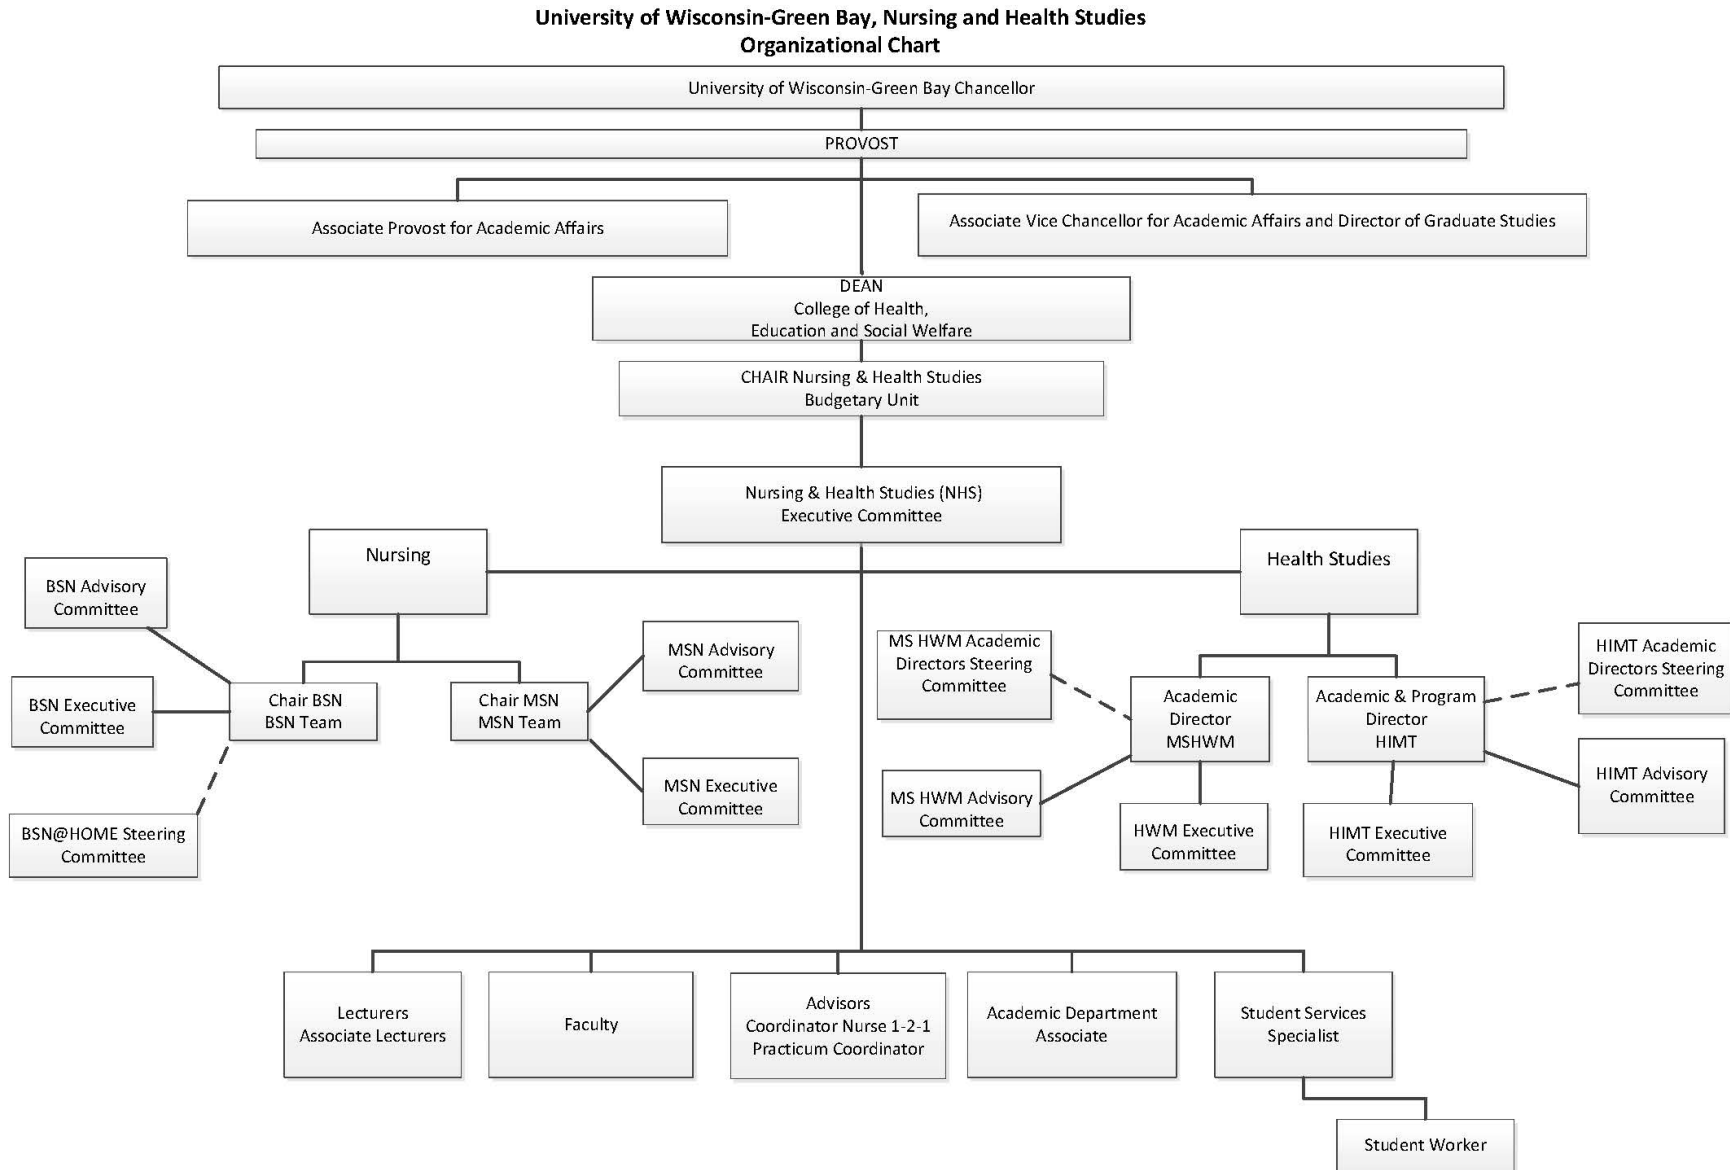 University of Wisconsin-Green Bay, Nursing and Health Studies
Organizational Chart
University of Wisconsin-Green Bay Chancellor
PROVOST
Associate Provost for Academic Affairs
Associate Vice Chancellor for Academic Affairs and Director of Graduate Studies
DEAN
College of Health,
Education and Social Welfare
CHAIR Nursing & Health Studies
Budgetary Unit
Nursing & Health Studies (NHS)
Executive Committee
Nursing
Health Studies
BSN Advisory
Committee
BSN Executive
Committee
BSN@HOME Steering
Committee
Chair BSN
BSN Team
Chair MSN
MSN Team
MSN Advisory
Committee
MSN Executive
Committee
MS HWM Academic
Directors Steering
Committee
MS HWM Advisory
Committee
Academic
Director
MSHWM
HWM Executive
Committee
Academic & Program
Director
HIMT
HIMT Executive
Committee
HIMT Academic
Directors Steering
Committee
HIMT Advisory
Committee
Lecturers
Associate Lecturers
Faculty
Advisors
Coordinator Nurse 1-2-1
Practicum Coordinator
Academic Department
Associate
Student Services
Specialist
Student Worker